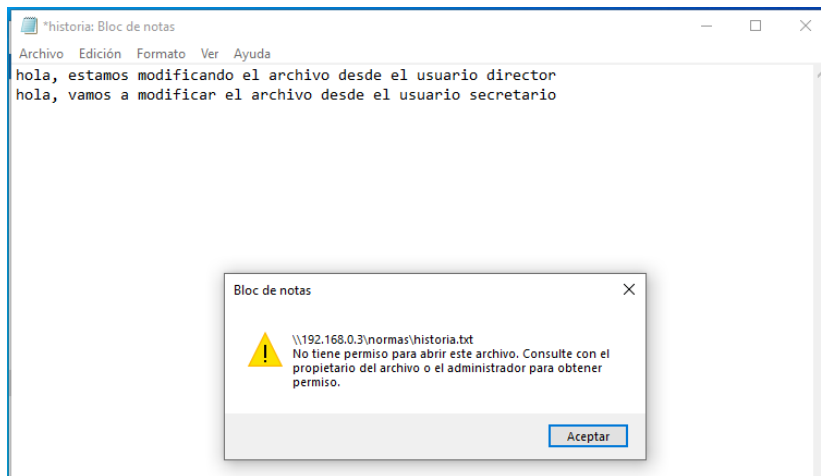 *historia: Bloc de notas
Archivo Edición Formato Ver Ayuda
hola, estamos modificando el archivo desde el usuario director
hola, vamos a modificar el archivo desde el usuario secretario
Bloc de notas
\\192.168.0.3\normas\historia.txt
No tiene permiso para abrir este archivo. Consulte con el
propietario del archivo o el administrador para obtener
permiso.
Aceptar